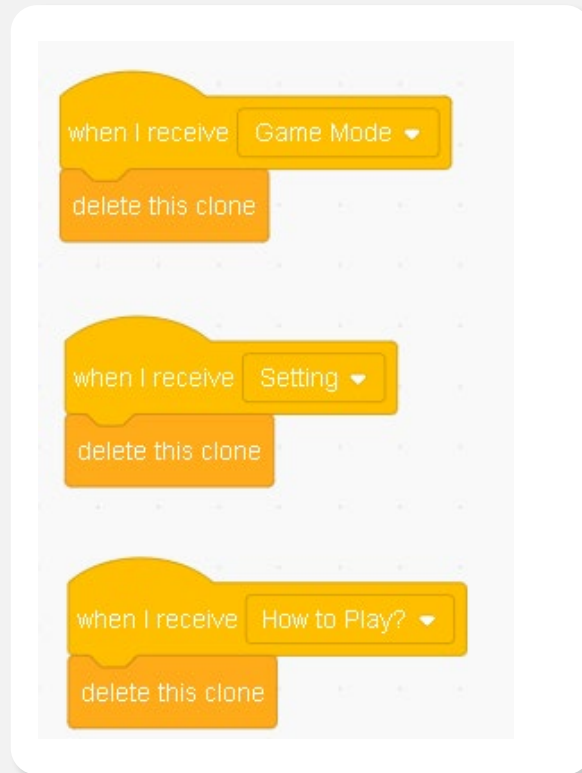 when I receive Game Mode
delete this clone
when I receive Setting
delete this clone
when I receive How to Play?
delete this clone